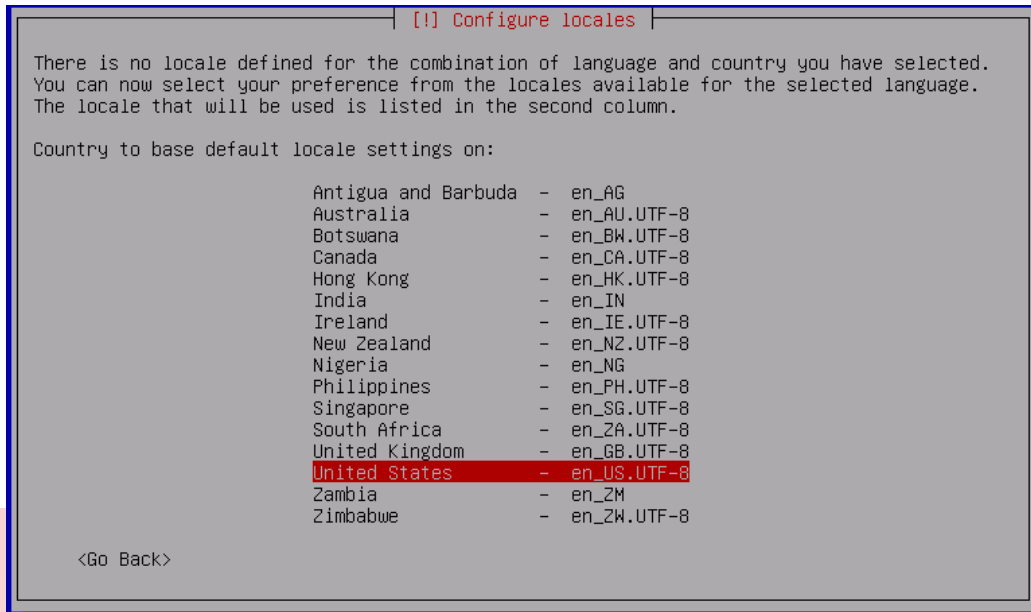 [!] Configure locales
There is no locale defined for the combination of language and country you have selected.
You can now select your preference from the locales available for the selected language.
The locale that will be used is listed in the second column.
Country to base default locale settings on:
Antigua and Barbuda - en_AG
Australia - en_AU.UTF-8
Botswana - en_BW.UTF-8
Canada - en_CA.UTF-8
Hong Kong - en_HK.UTF-8
India - en_IN
Ireland - en_IE.UTF-8
New Zealand - en_NZ.UTF-8
Nigeria - en_NG
Philippines - en_PH.UTF-8
Singapore - en_SG.UTF-8
South Africa - en_ZA.UTF-8
United Kingdom - en_GB.UTF-8
United States - en_US.UTF-8
Zambia - en_ZM
Zimbabwe - en_ZW.UTF-8
<Go Back>